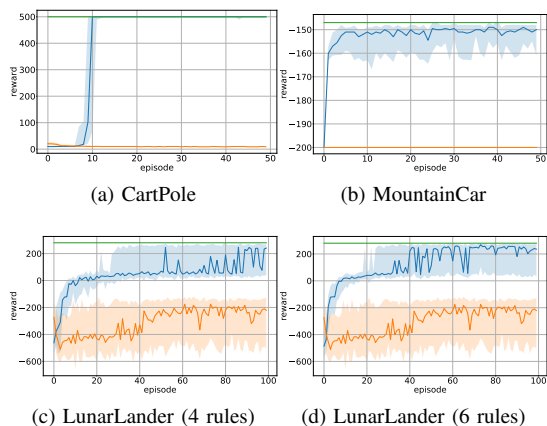 500
400
300
200
100
0
reward
0 10 20 30 40 50
episode
(a) CartPole
−150
−160
−170
−180
−190
−200
reward
0 10 20 30 40 50
episode
(b) MountainCar
200
0
−200
−400
−600
reward
0 20 40 60 80 100
episode
(c) LunarLander (4 rules)
200
0
−200
−400
−600
reward
0 20 40 60 80 100
episode
(d) LunarLander (6 rules)